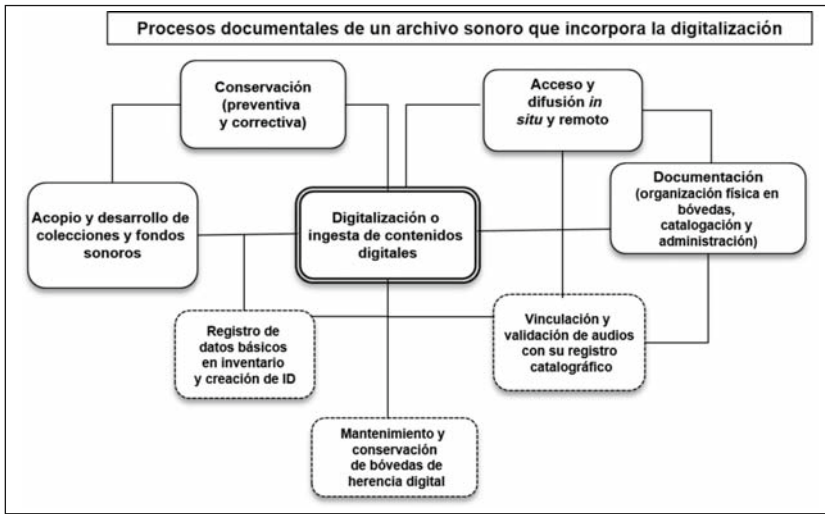 Procesos documentales de un archivo sonoro que incorpora la digitalización
Conservación
(preventiva
y correctiva)
Acceso y
difusión in
situ y remoto
Acopio y desarrollo de
colecciones y fondos
sonoros
Digitalización o
ingesta de contenidos
digitales
Documentación
(organización física en
bóvedas,
catalogación y
administración)
Registro de
datos básicos
en inventario
y creación de ID
Vinculación y
validación de audios
con su registro
catalográfico
Mantenimiento y
conservación
de bóvedas de
herencia digital